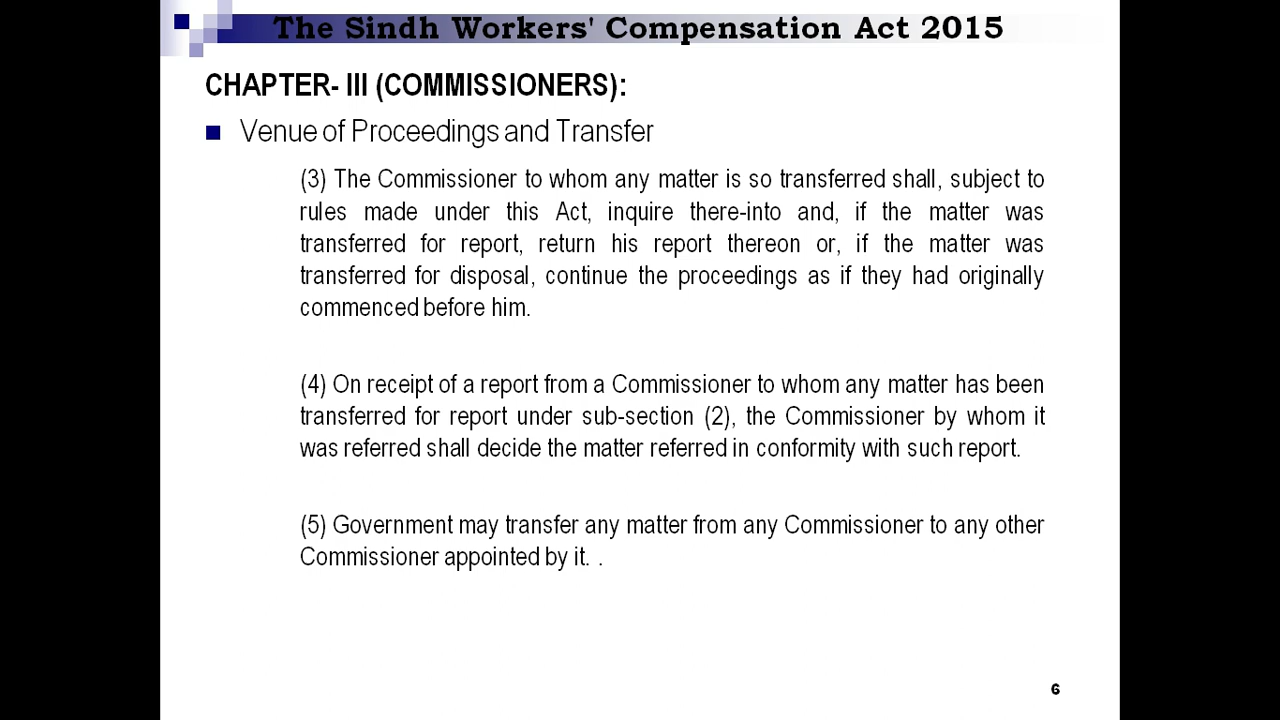 The Sindh Workers' Compensation Act 2015
CHAPTER- III (COMMISSIONERS):
Venue of Proceedings and Transfer
(3) The Commissioner to whom any matter is so transferred shall, subject to
rules made under this Act, inquire there-into and, if the matter was
transferred for report, return his report thereon or, if the matter was
transferred for disposal, continue the proceedings as if they had originally
commenced before him.
(4) On receipt of a report from a Commissioner to whom any matter has been
transferred for report under sub-section (2), the Commissioner by whom it
was referred shall decide the matter referred in conformity with such report.
(5) Government may transfer any matter from any Commissioner to any other
Commissioner appointed by it. .
6